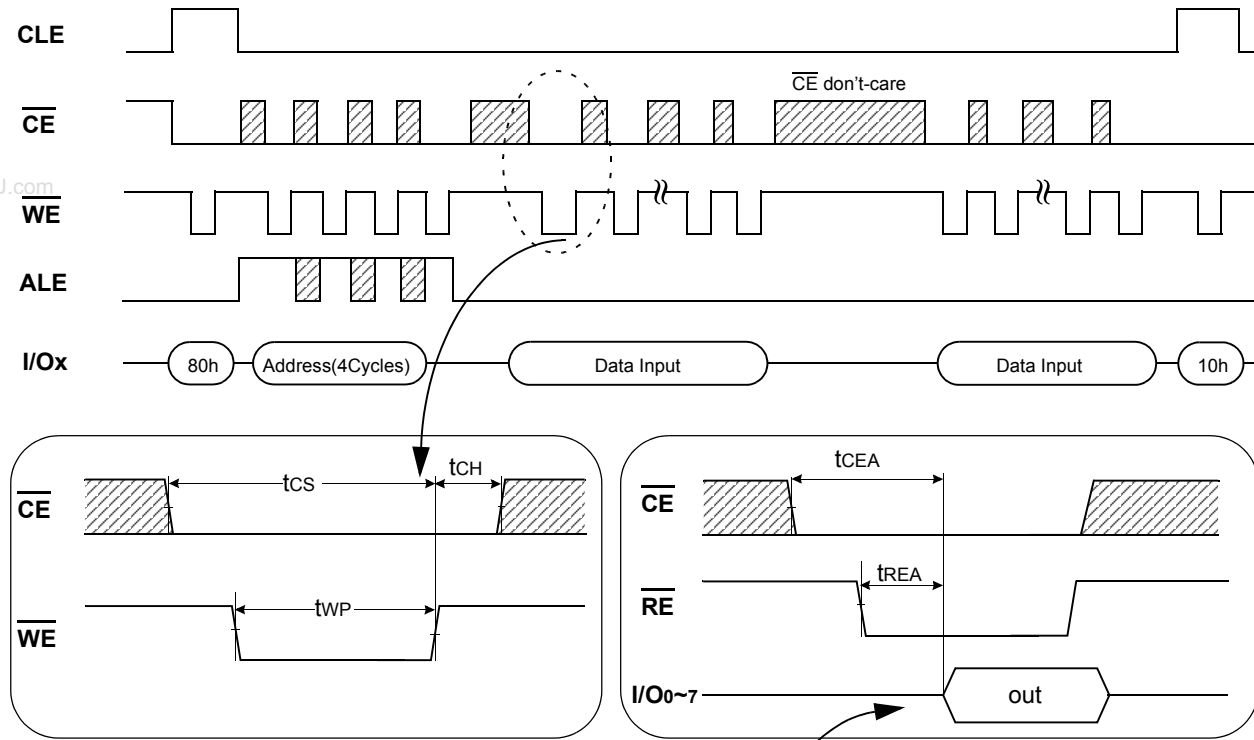 CLE
CE
CE don't-care
U.com
WE
ALE
I/Ox
80h
Address(4Cycles)
Data Input
Data Input
10h
CE
tCS
tCH
WE
tWP
CE
tCEA
RE
tREA
I/O0~7
out